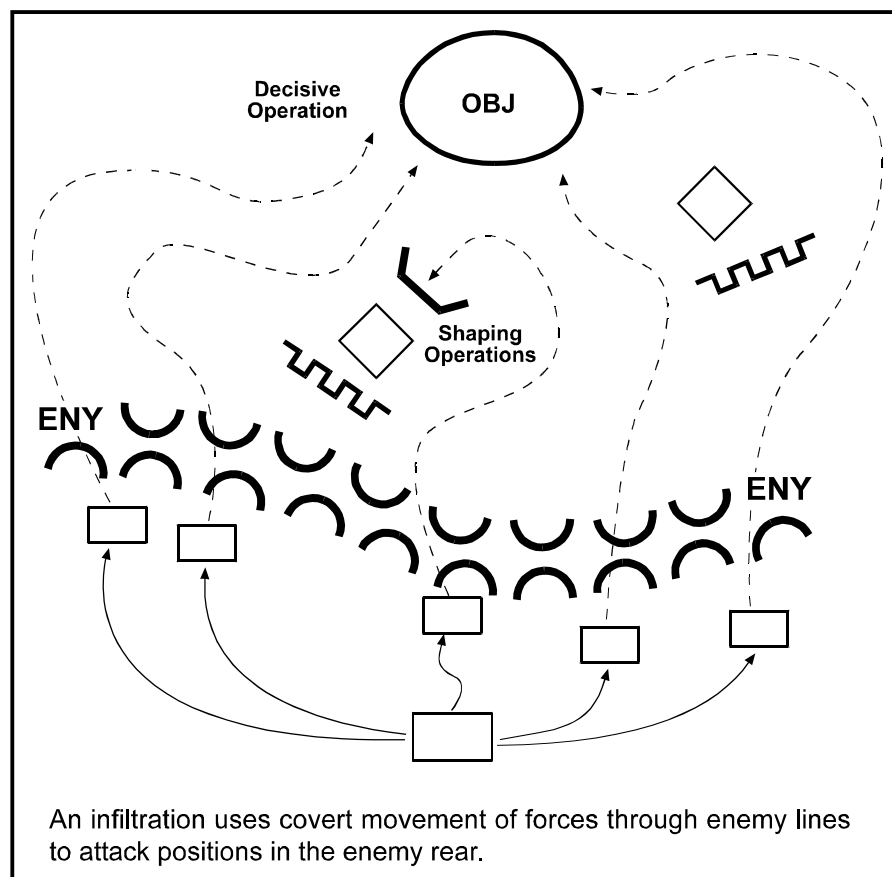 Decisive
Operation
OBJ
Shaping
Operations
ENY
ENY
An infiltration uses covert movement of forces through enemy lines
to attack positions in the enemy rear.